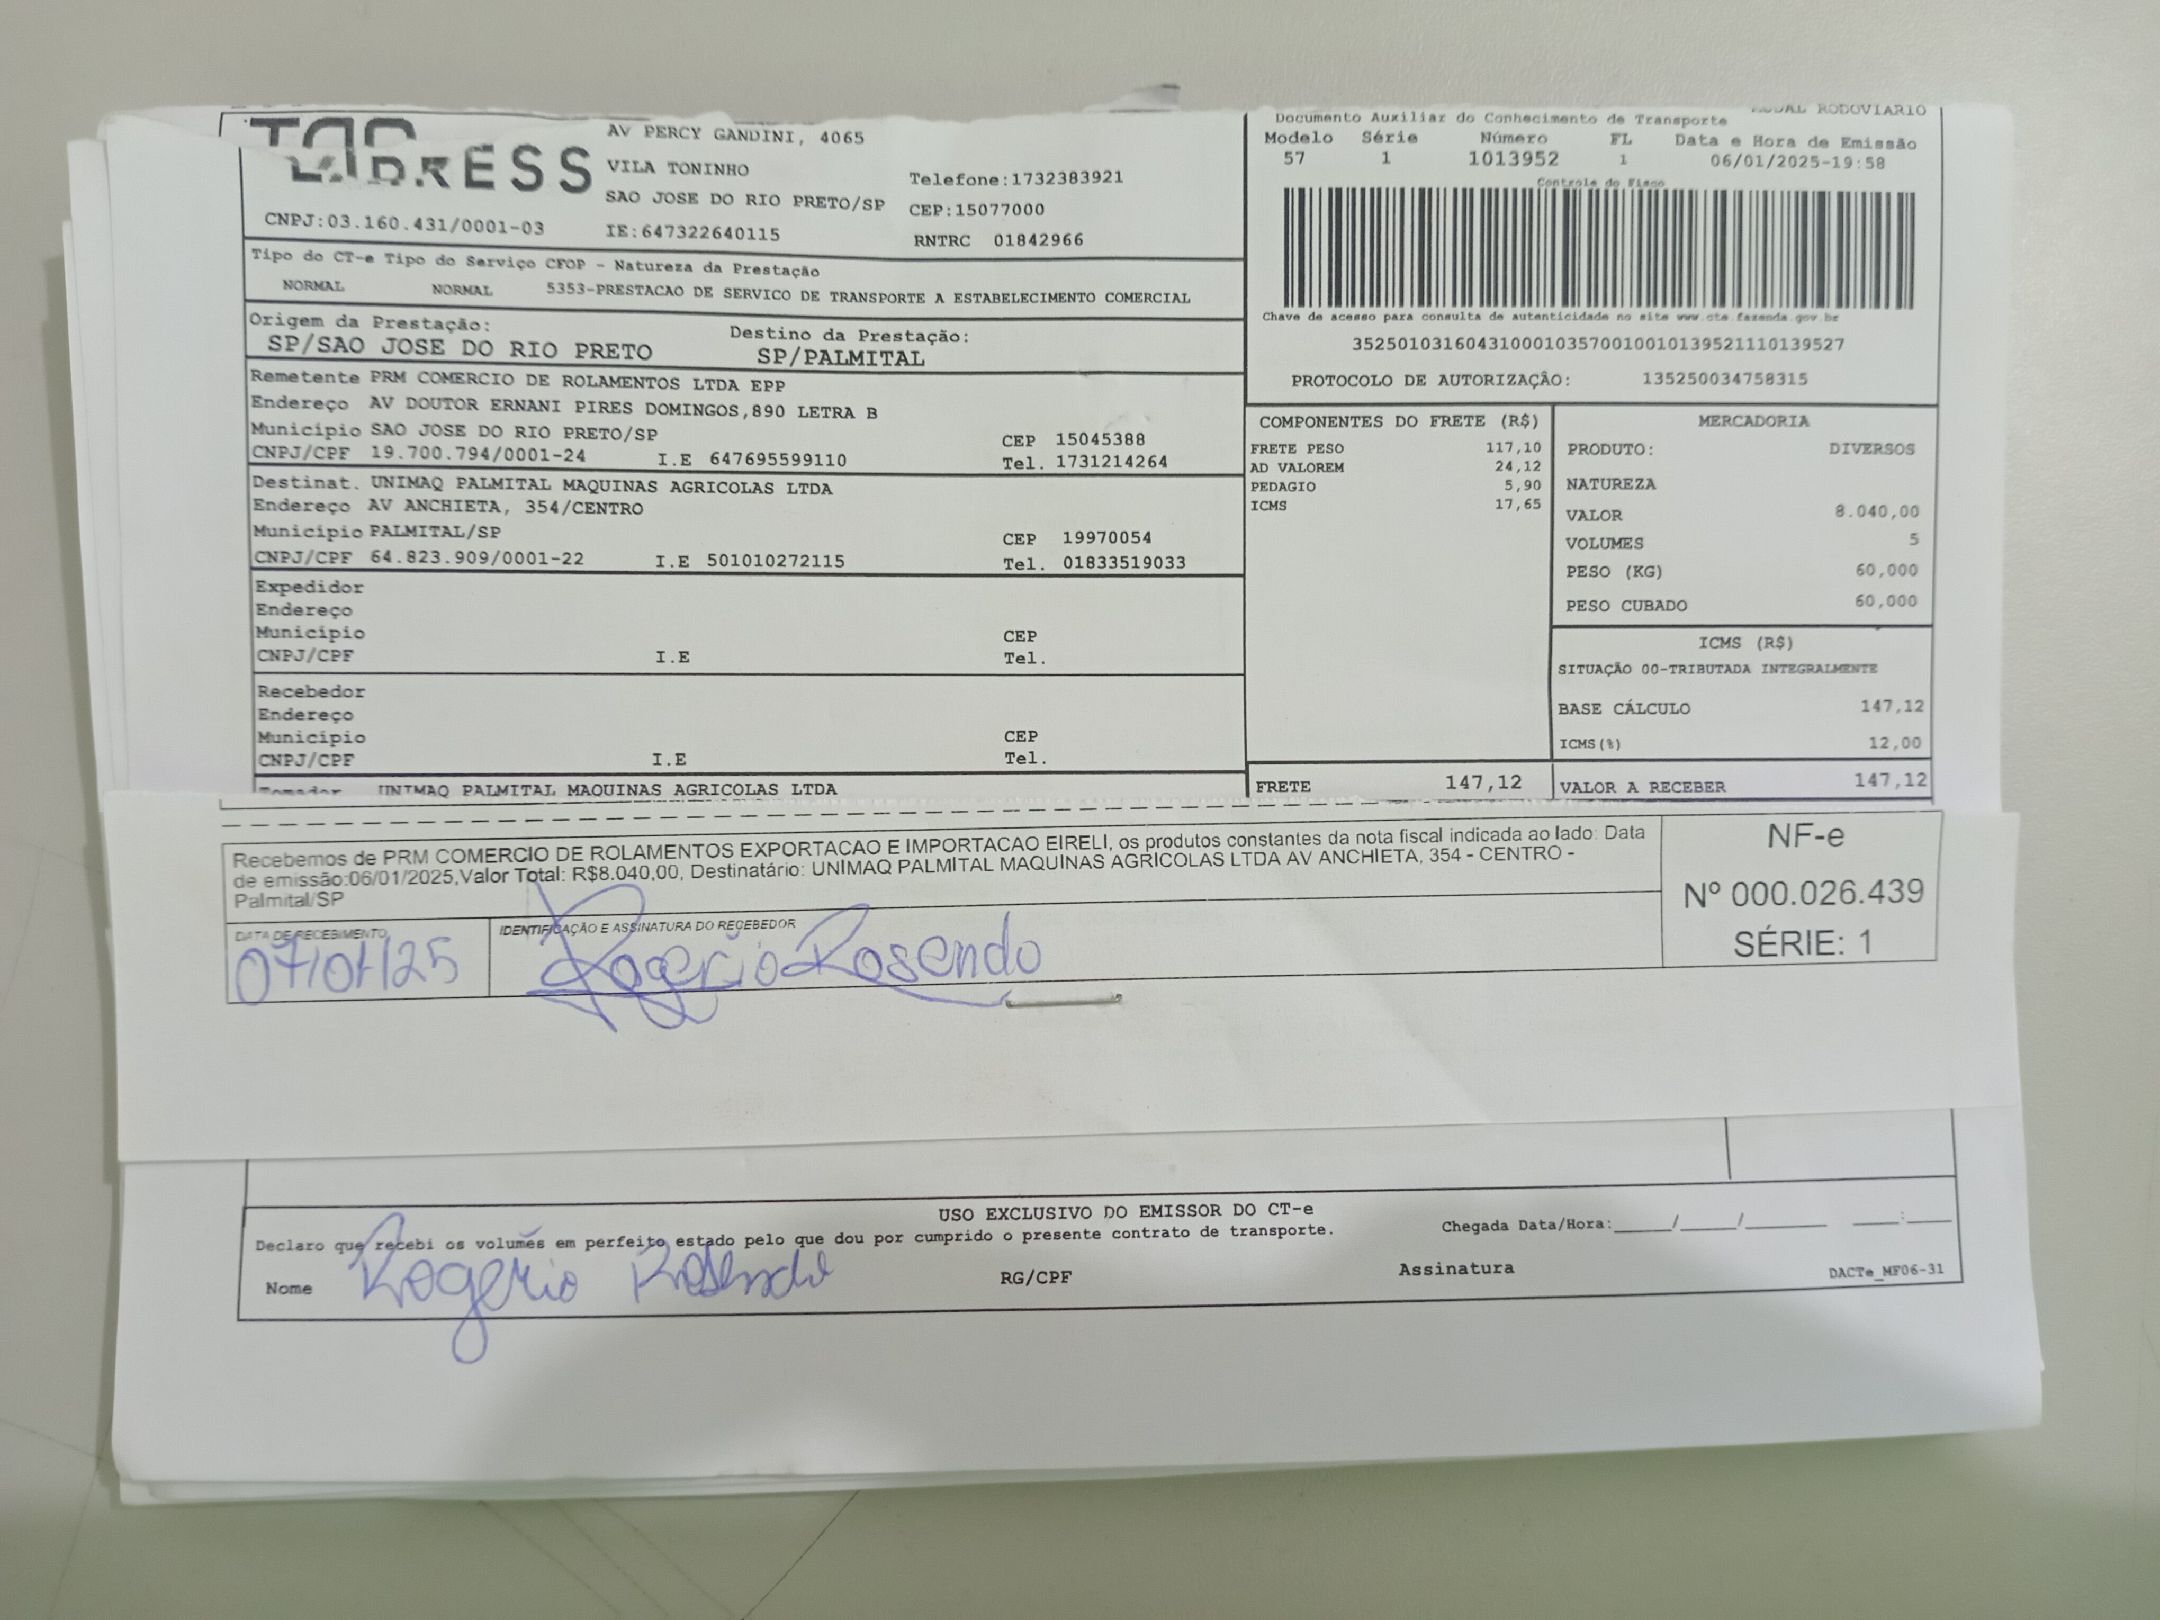 AV PERCY GANDINI, 4065
VILA TONINHO
SAO JOSE DO RIO PRETO/SP
IE:647322640115
CNPJ:03.160.431/0001-03
Telefone:1732383921
CEP:15077000
RNTRC 01842966
RODOVIARIO
Documento Auxiliar do Conhecimento de Transporte
Modelo Série Número FL Data e Hora de Emissão
57 1 1013952 1 06/01/2025-19:58
Controle do Fisco
Chave de acesso para consulta de autenticidade no site www.cte.fazenda.gov.br
35250103160431000103570010010139521110139527
PROTOCOLO DE AUTORIZAÇÂO: 135250034758315
Tipo do CT-e Tipo do Serviço CFOP - Natureza da Prestação
NORMAL NORMAL 5353-PRESTACAO DE SERVICO DE TRANSPORTE A ESTABELECIMENTO COMERCIAL
Origem da Prestação: Destino da Prestação:
SP/SAO JOSE DO RIO PRETO SP/PALMITAL
Remetente PRM COMERCIO DE ROLAMENTOS LTDA EPP
Endereço AV DOUTOR ERNANI PIRES DOMINGOS,890 LETRA B
Município SAO JOSE DO RIO PRETO/SP CEP 15045388
CNPJ/CPF 19.700.794/0001-24 I.E 647695599110 Tel. 1731214264
Destinat. UNIMAQ PALMITAL MAQUINAS AGRICOLAS LTDA
Endereço AV ANCHIETA, 354/CENTRO
Município PALMITAL/SP CEP 19970054
CNPJ/CPF 64.823.909/0001-22 I.E 501010272115 Tel. 01833519033
Expedidor
Endereço
Município CEP
CNPJ/CPF I.E Tel.
Recebedor
Endereço
Município CEP
CNPJ/CPF I.E Tel.
Tomador UNIMAQ PALMITAL MAQUINAS AGRICOLAS LTDA
COMPONENTES DO FRETE (R$)
FRETE PESO 117,10
AD VALOREM 24,12
PEDAGIO 5,90
ICMS 17,65
FRETE 147,12
MERCADORIA
PRODUTO: DIVERSOS
NATUREZA
VALOR 8.040,00
VOLUMES 5
PESO (KG) 60,000
PESO CUBADO 60,000
ICMS (R$)
SITUAÇÃO 00-TRIBUTADA INTEGRALMENTE
BASE CÁLCULO 147,12
ICMS(%) 12,00
VALOR A RECEBER 147,12
Recebemos de PRM COMERCIO DE ROLAMENTOS EXPORTACAO E IMPORTACAO EIRELI, os produtos constantes da nota fiscal indicada ao lado: Data
de emissão:06/01/2025,Valor Total: R$8.040,00, Destinatário: UNIMAQ PALMITAL MAQUINAS AGRICOLAS LTDA AV ANCHIETA, 354 - CENTRO -
Palmital/SP
DATA DE RECEBIMENTO
07/01/25
IDENTIFICAÇÃO E ASSINATURA DO RECEBEDOR
Rogério Rosendo
NF-e
Nº 000.026.439
SÉRIE: 1
USO EXCLUSIVO DO EMISSOR DO CT-e
Declaro que recebi os volumes em perfeito estado pelo que dou por cumprido o presente contrato de transporte.
Chegada Data/Hora:____/____/______ ___:___
Nome Rogério Rosendo RG/CPF Assinatura
DACTe_MF06-31